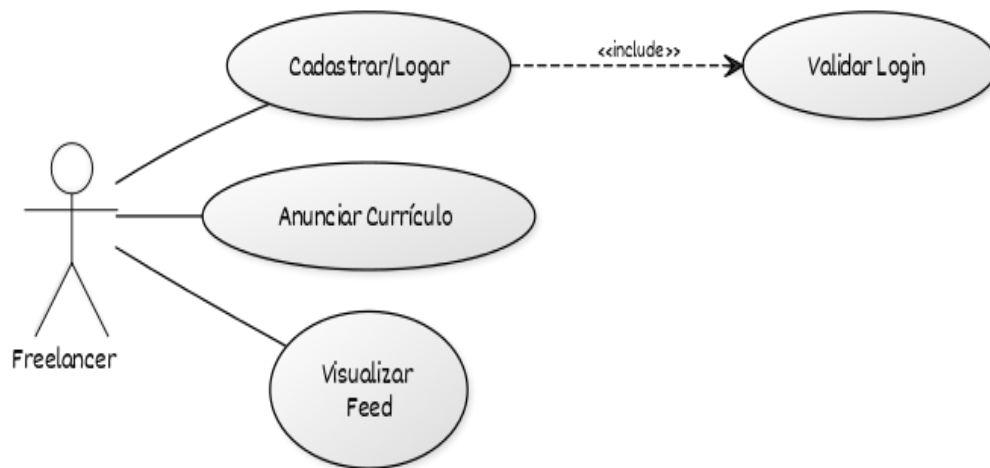 Cadastrar/Logar
<<include>>
Validar Login
Anunciar Currículo
Freelancer
Visualizar
Feed